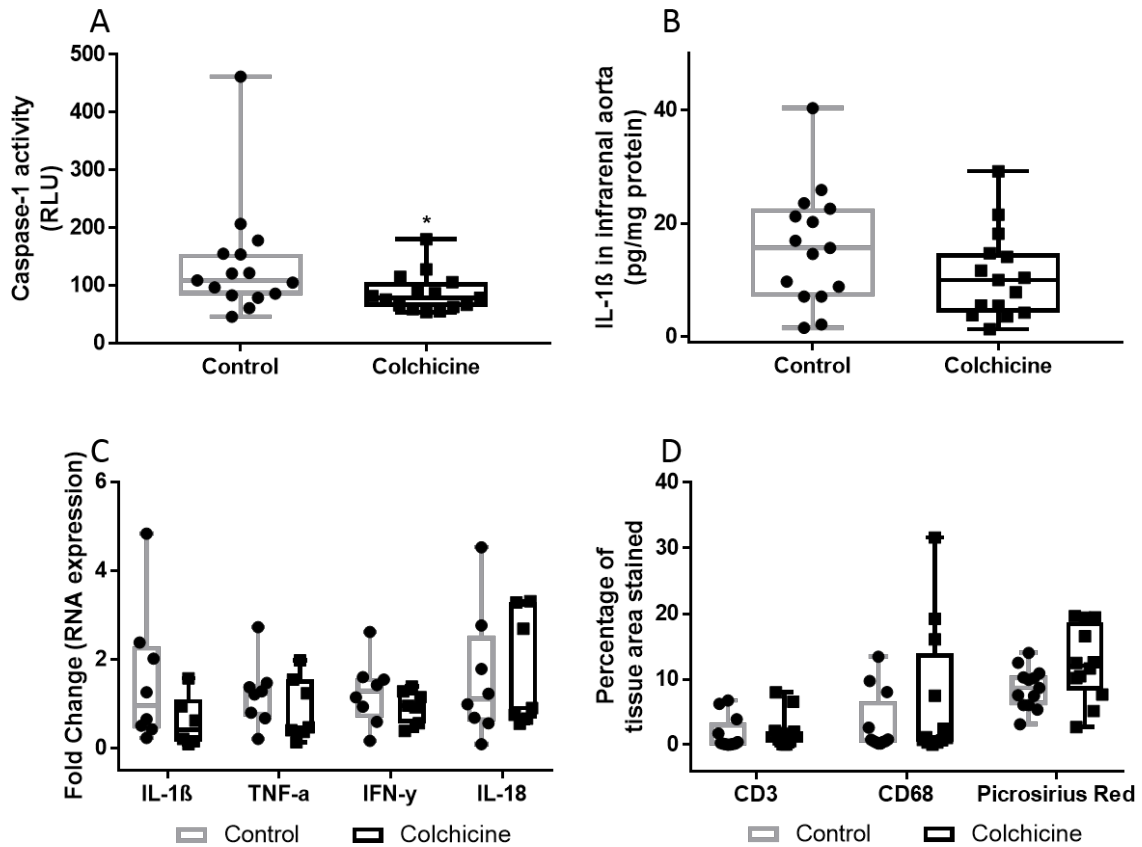 A
Caspase-1 activity
(RLU)
500
400
300
200
100
0
*
Control
Colchicine
B
IL-1ß in infrarenal aorta
(pg/mg protein)
40
20
0
Control
Colchicine
C
Fold Change (RNA expression)
6
4
2
0
IL-1ß
TNF-a
IFN-y
IL-18
Control
Colchicine
D
Percentage of
tissue area stained
40
30
20
10
0
CD3
CD68
Picrosirius Red
Control
Colchicine